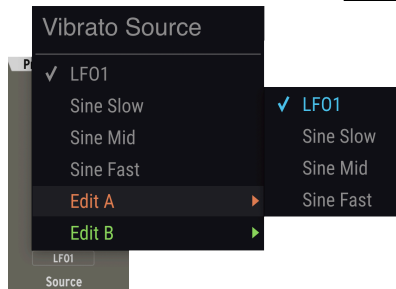 Vibrato Source
Pi
LFO1
Sine Slow
Sine Mid
Sine Fast
Edit A
Edit B
LFO1
Sine Slow
Sine Mid
Sine Fast
LFO1
Source